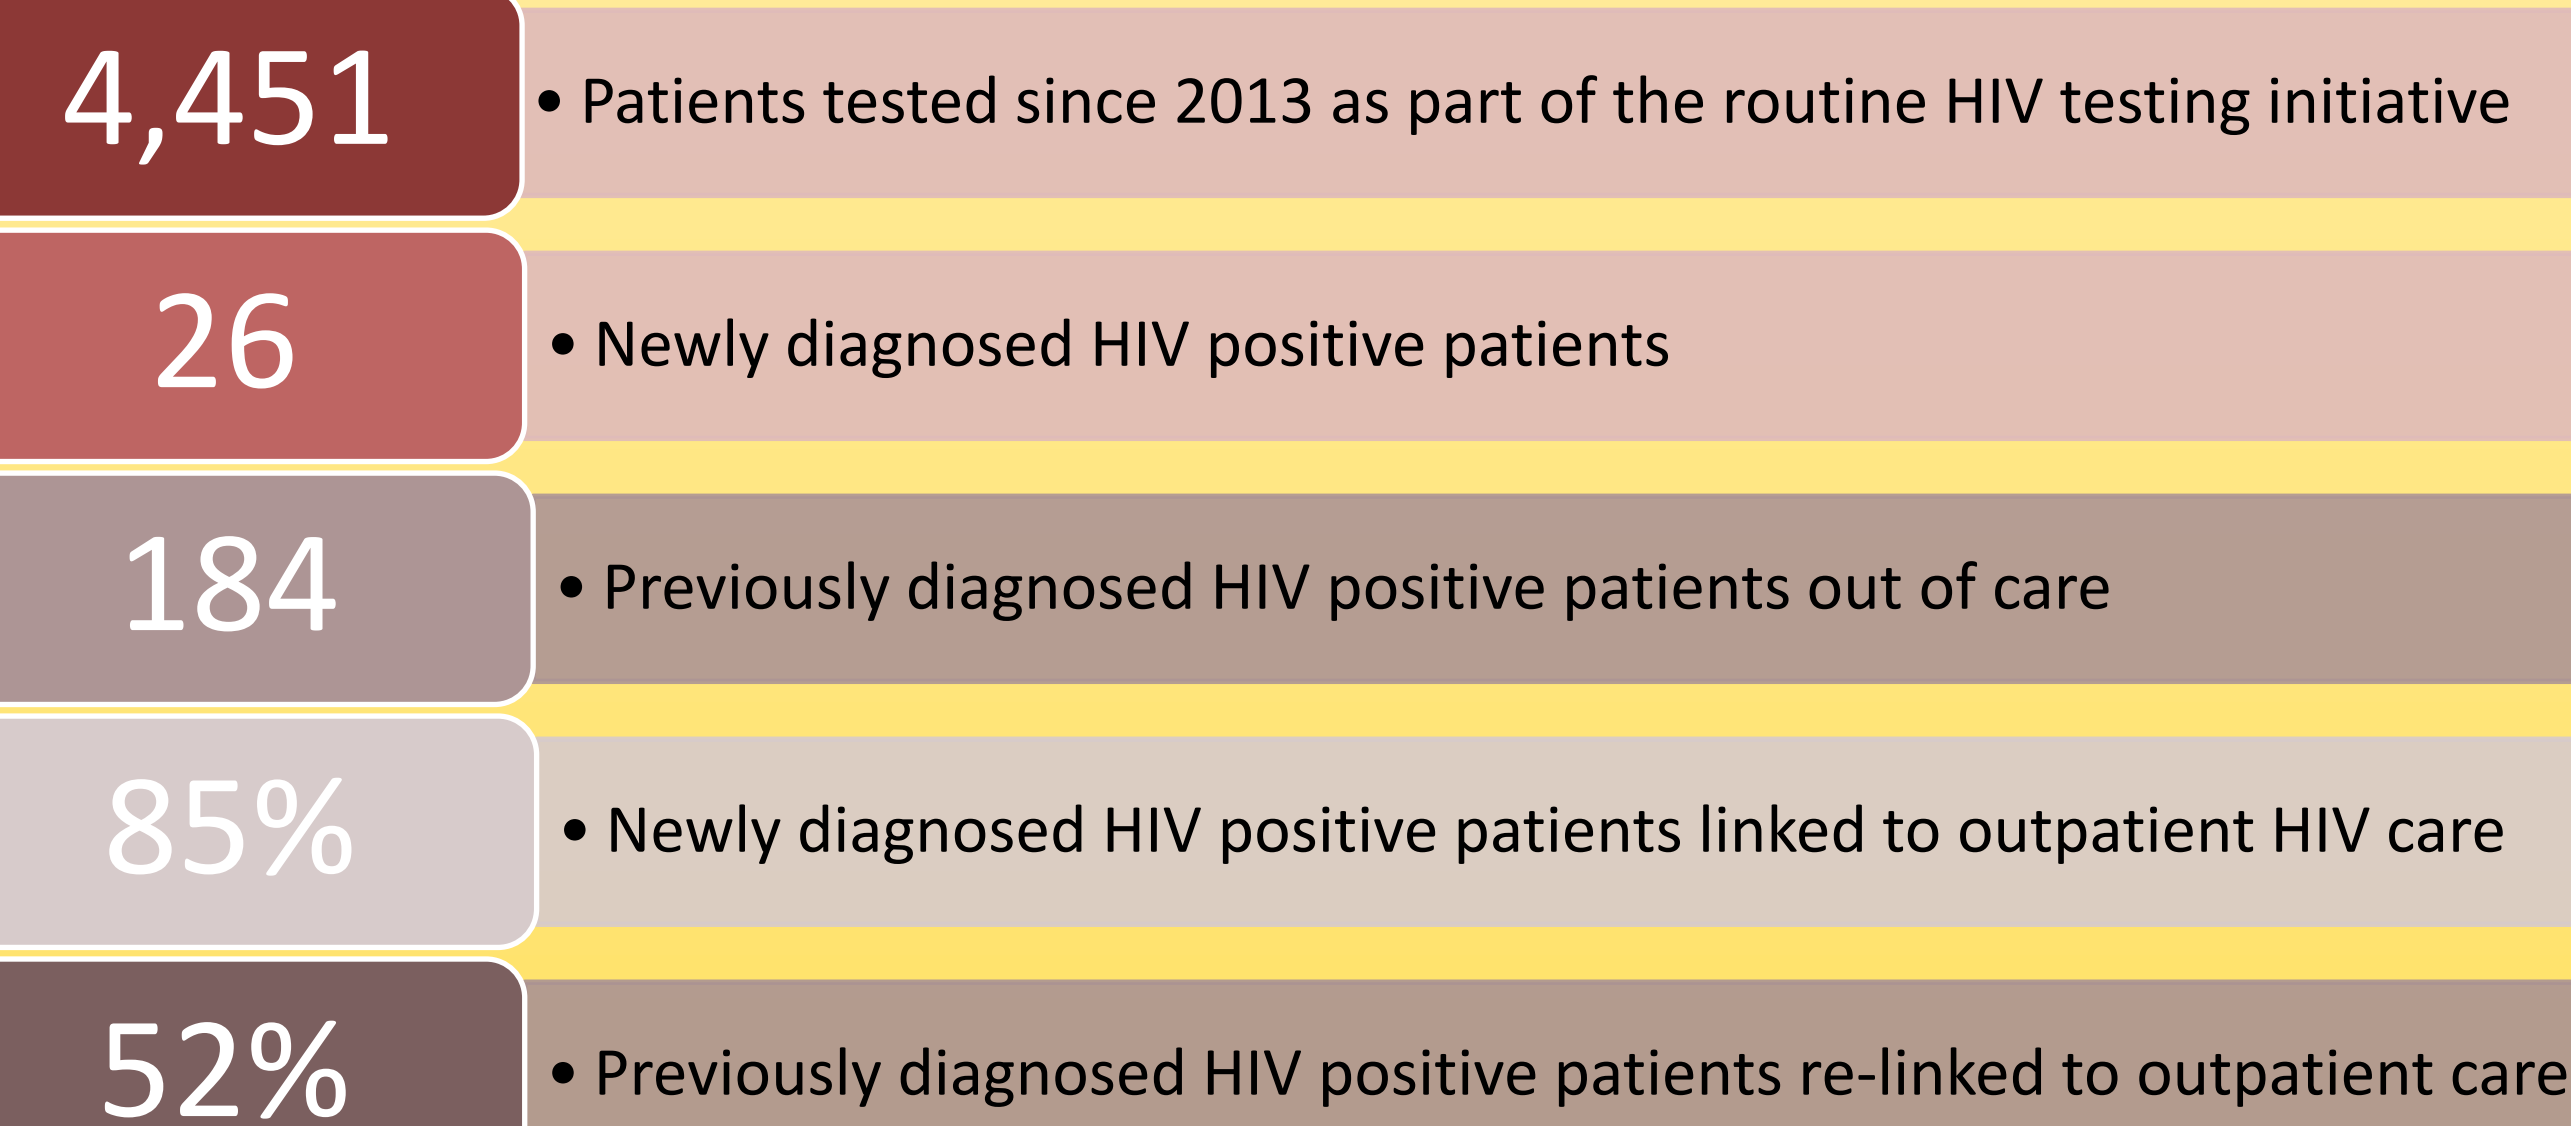 4,451 • Patients tested since 2013 as part of the routine HIV testing initiative
26 • Newly diagnosed HIV positive patients
184 • Previously diagnosed HIV positive patients out of care
85% • Newly diagnosed HIV positive patients linked to outpatient HIV care
52% • Previously diagnosed HIV positive patients re-linked to outpatient care